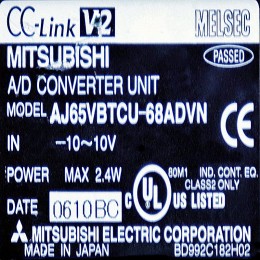 CC-Link V2 MELSEC
MITSUBISHI PASSED
A/D CONVERTER UNIT
MODEL AJ65VBTCU-68ADVN
IN -10~10V CE
POWER MAX 2.4W 80M1 IND. CONT. EQ.
CLASS2 ONLY
DATE 0610BC C UL US LISTED
MITSUBISHI ELECTRIC CORPORATION
MADE IN JAPAN BD992C182H02